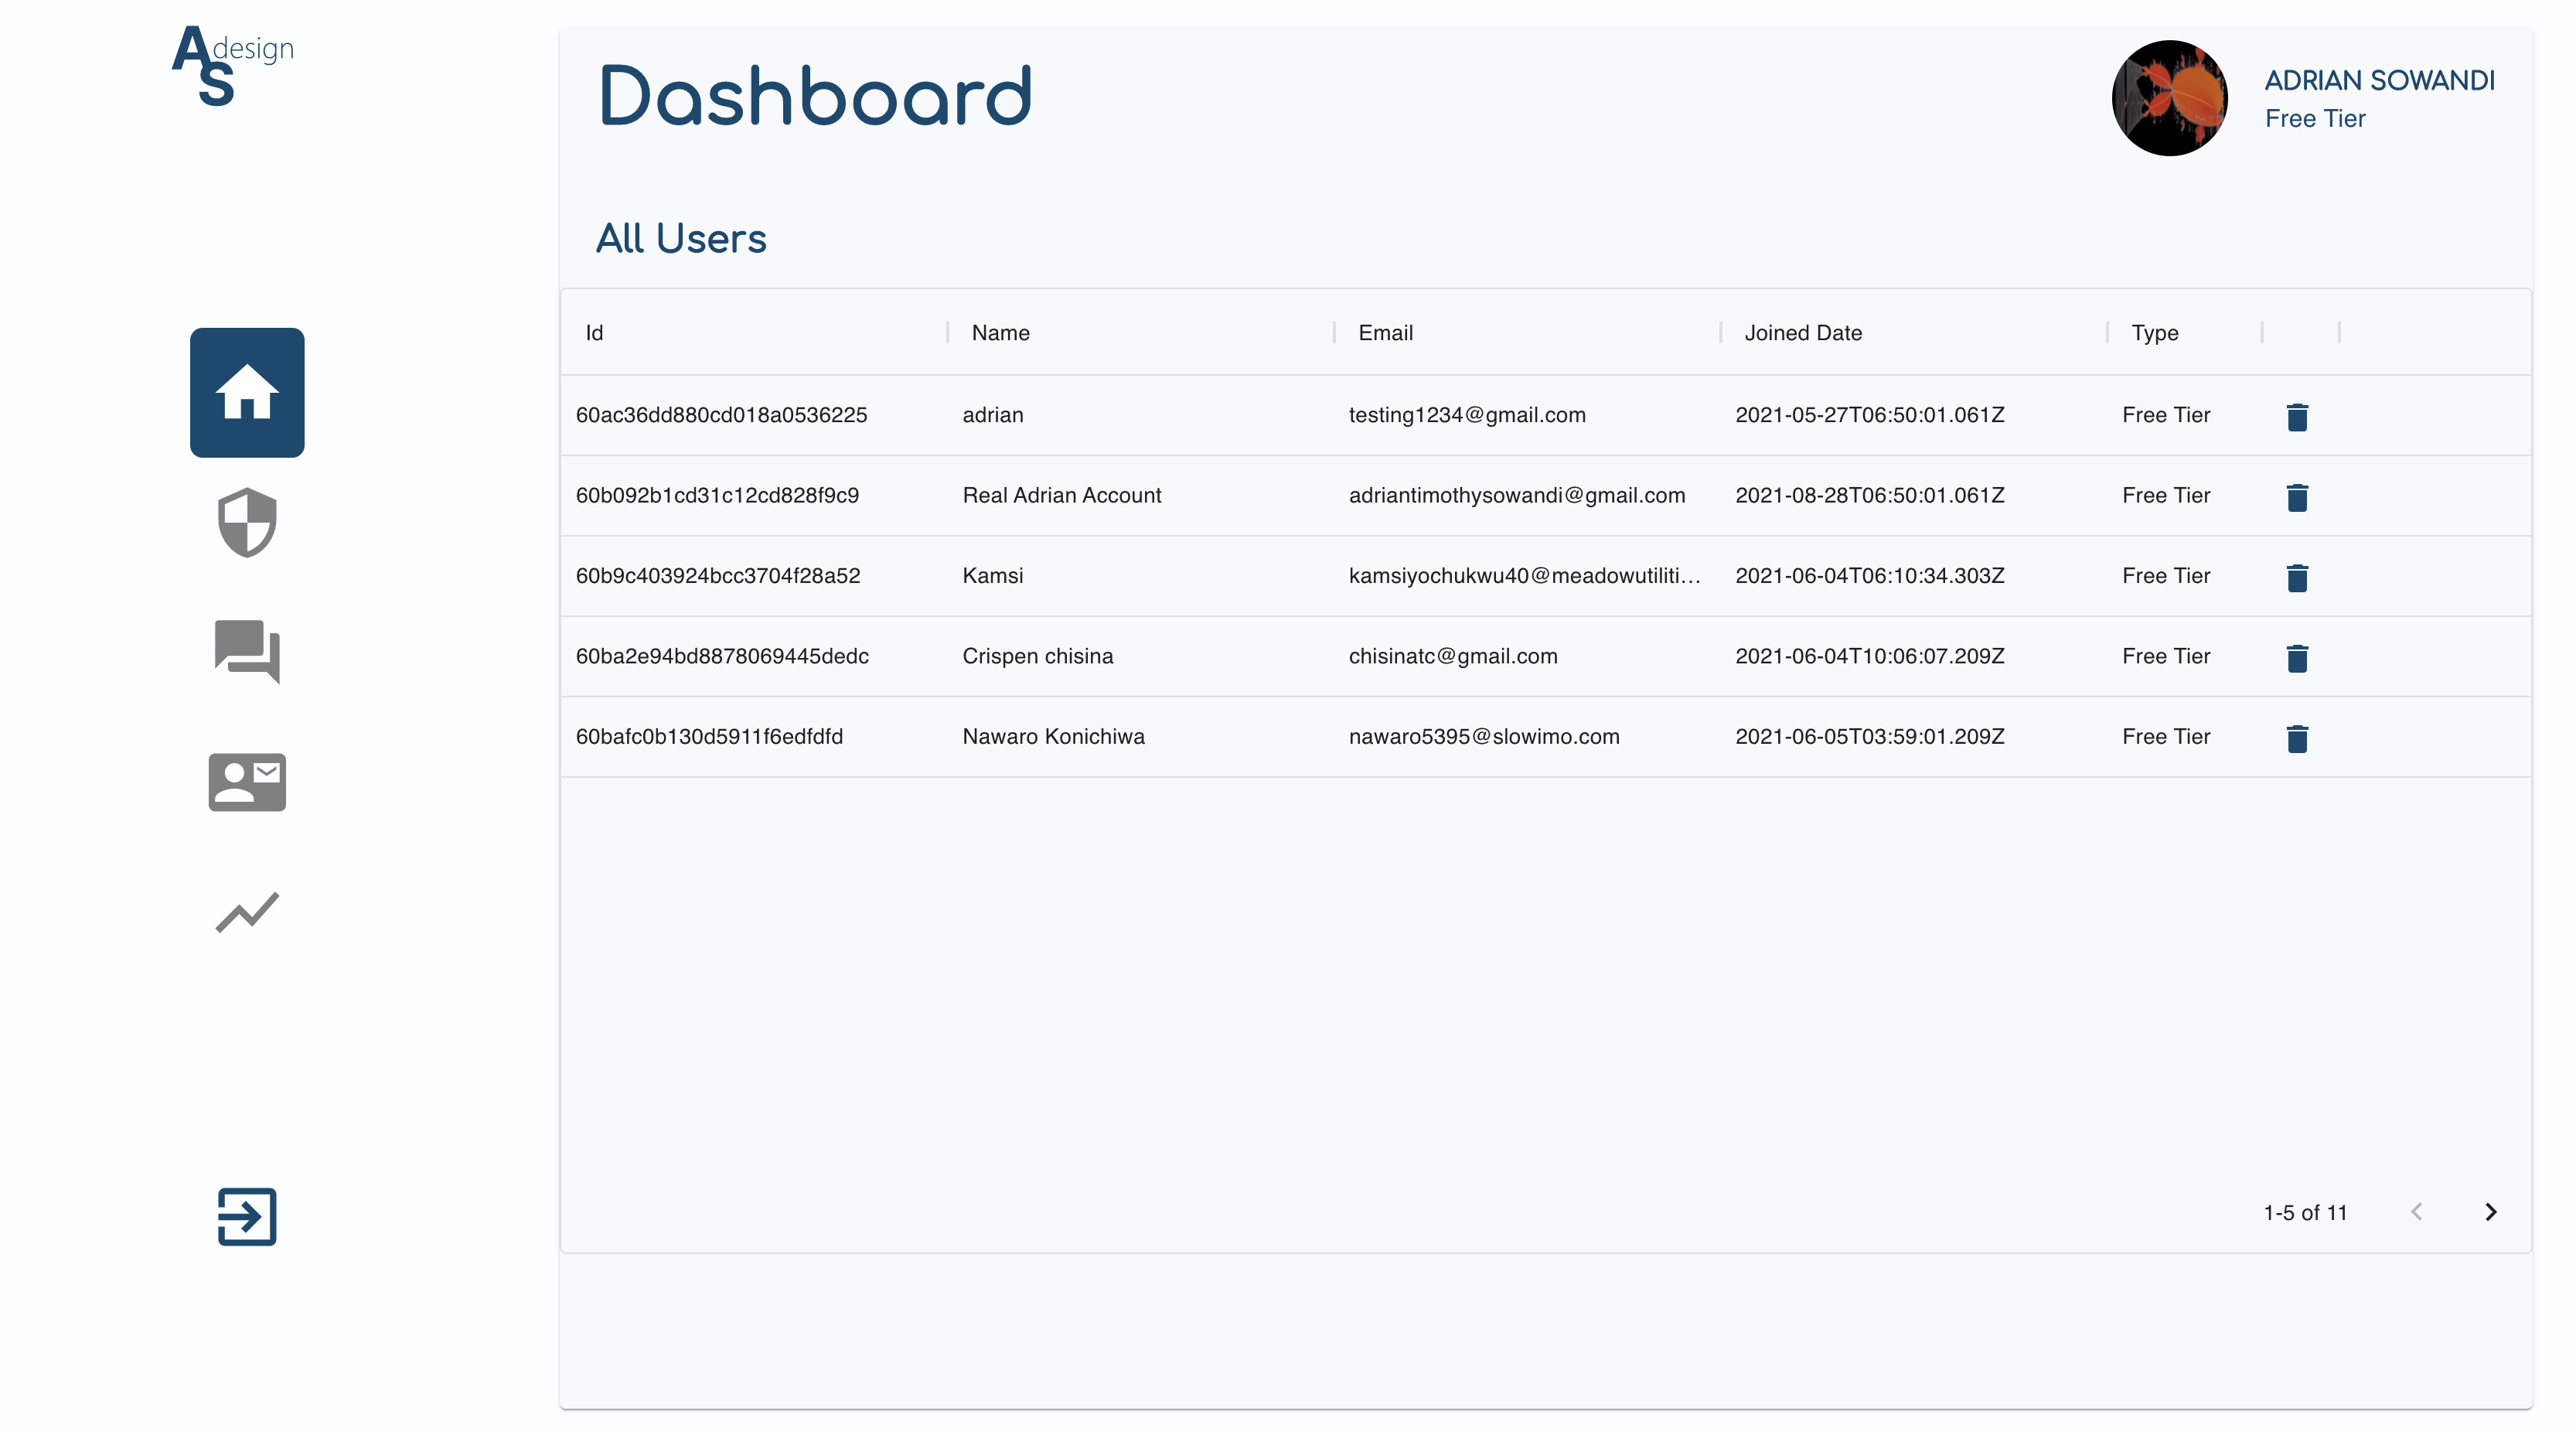 A design
S
Dashboard
ADRIAN SOWANDI
Free Tier
All Users
Id Name Email Joined Date Type
60ac36dd880cd018a0536225 adrian testing1234@gmail.com 2021-05-27T06:50:01.061Z Free Tier
60b092b1cd31c12cd828f9c9 Real Adrian Account adriantimothysowandi@gmail.com 2021-08-28T06:50:01.061Z Free Tier
60b9c403924bcc3704f28a52 Kamsi kamsiyochukwu40@meadowutiliti... 2021-06-04T06:10:34.303Z Free Tier
60ba2e94bd8878069445dedc Crispen chisina chisinatc@gmail.com 2021-06-04T10:06:07.209Z Free Tier
60bafc0b130d5911f6edfdfd Nawaro Konichiwa nawaro5395@slowimo.com 2021-06-05T03:59:01.209Z Free Tier
1-5 of 11